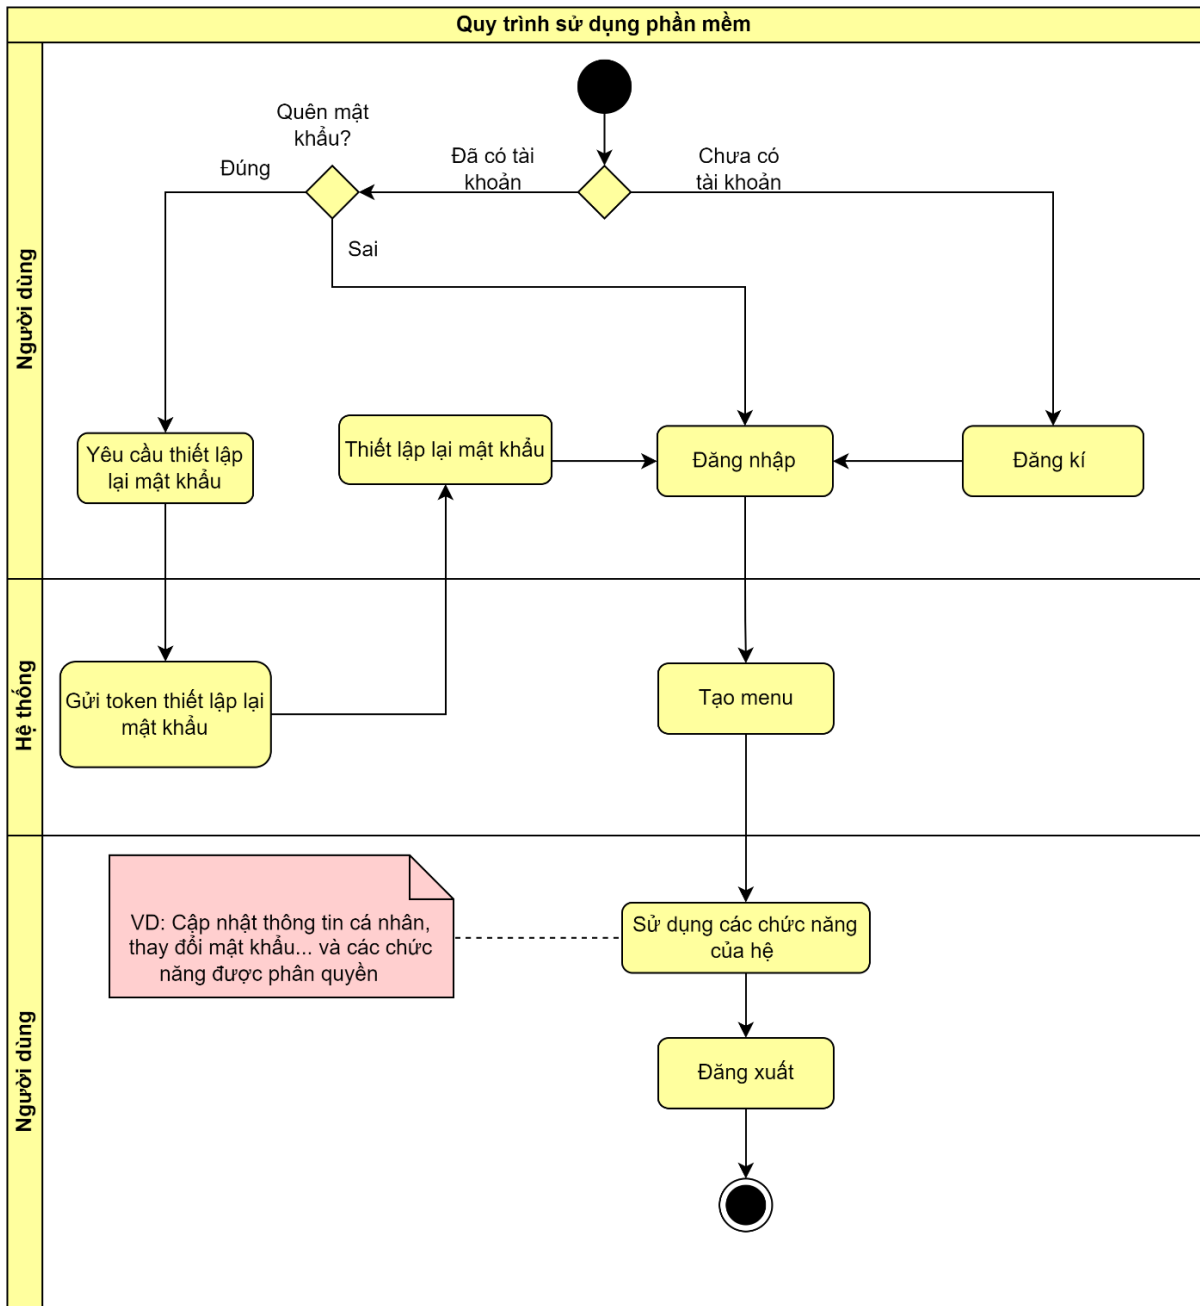 Quy trình sử dụng phần mềm
Người dùng
Quên mật
khẩu?
Đúng
Đã có tài
khoản
Chưa có
tài khoản
Sai
Yêu cầu thiết lập
lại mật khẩu
Thiết lập lại mật khẩu
Đăng nhập
Đăng kí
Hệ thống
Gửi token thiết lập lại
mật khẩu
Tạo menu
Người dùng
VD: Cập nhật thông tin cá nhân,
thay đổi mật khẩu... và các chức
năng được phân quyền
Sử dụng các chức năng
của hệ
Đăng xuất